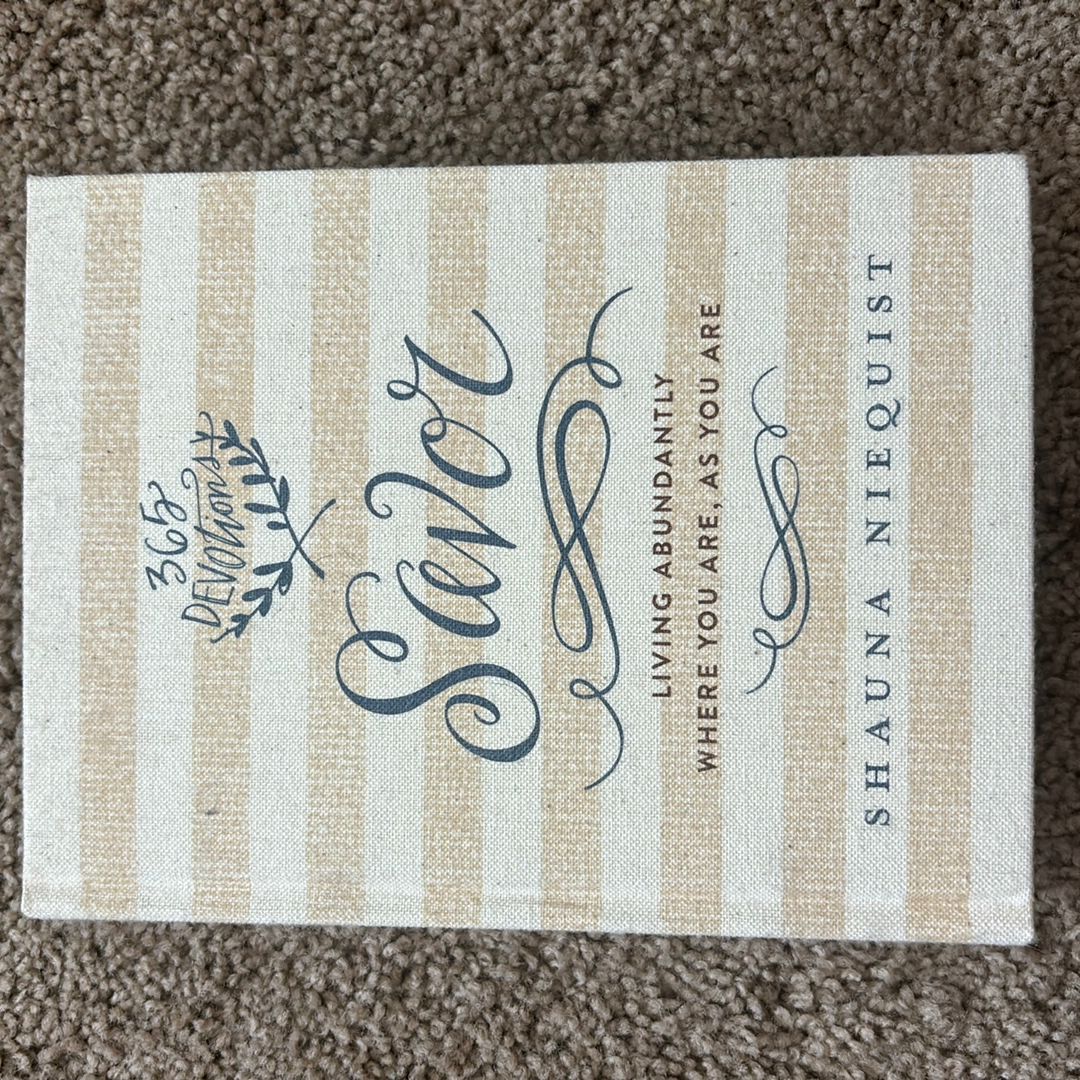 365
DEVOTIONS
Savor
LIVING ABUNDANTLY
WHERE YOU ARE, AS YOU ARE
SHAUNA NIEQUIST